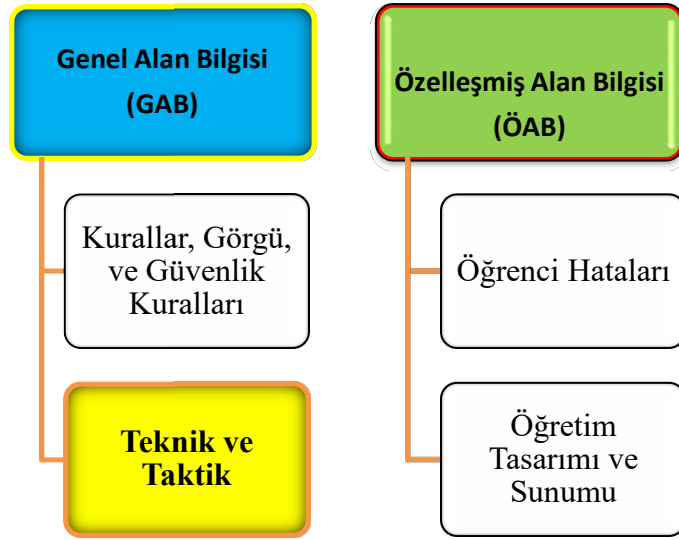 Genel Alan Bilgisi
(GAB)
Kurallar, Görgü,
ve Güvenlik
Kuralları
Teknik ve
Taktik
Özelleşmiş Alan Bilgisi
(ÖAB)
Öğrenci Hataları
Öğretim
Tasarımı ve
Sunumu